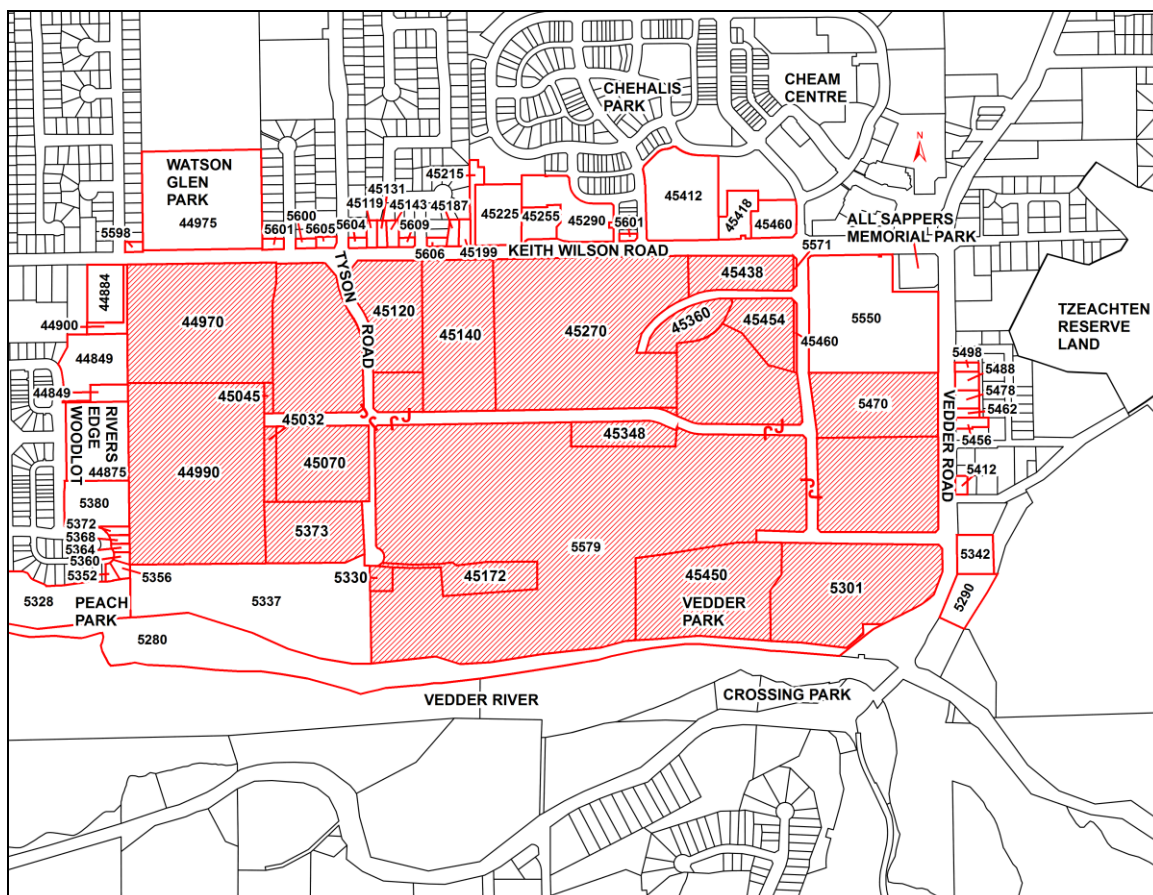 CHEHALIS
PARK
CHEAM
CENTRE
N
WATSON
GLEN
PARK
44975
5598
5601
5600
5605
5604
45119
45131
45143
5609
45187
5606
45199
45215
45225
45255
45290
5601
45412
45418
45460
ALL SAPPERS
MEMORIAL PARK
5571
KEITH WILSON ROAD
TYSON
ROAD
44884
44900
44849
44849
44970
45120
45140
45270
45438
45360
45454
45460
5550
TZEACHTEN
RESERVE
LAND
5498
5488
5478
5462
5456
5412
VEDDER ROAD
5470
45045
45032
45348
RIVERS
EDGE
WOODLOT
44875
44990
45070
5380
5372
5368
5364
5360
5352
5356
5373
5579
5342
5290
5330
45172
45450
VEDDER
PARK
5301
5328
PEACH
PARK
5337
5280
VEDDER RIVER
CROSSING PARK